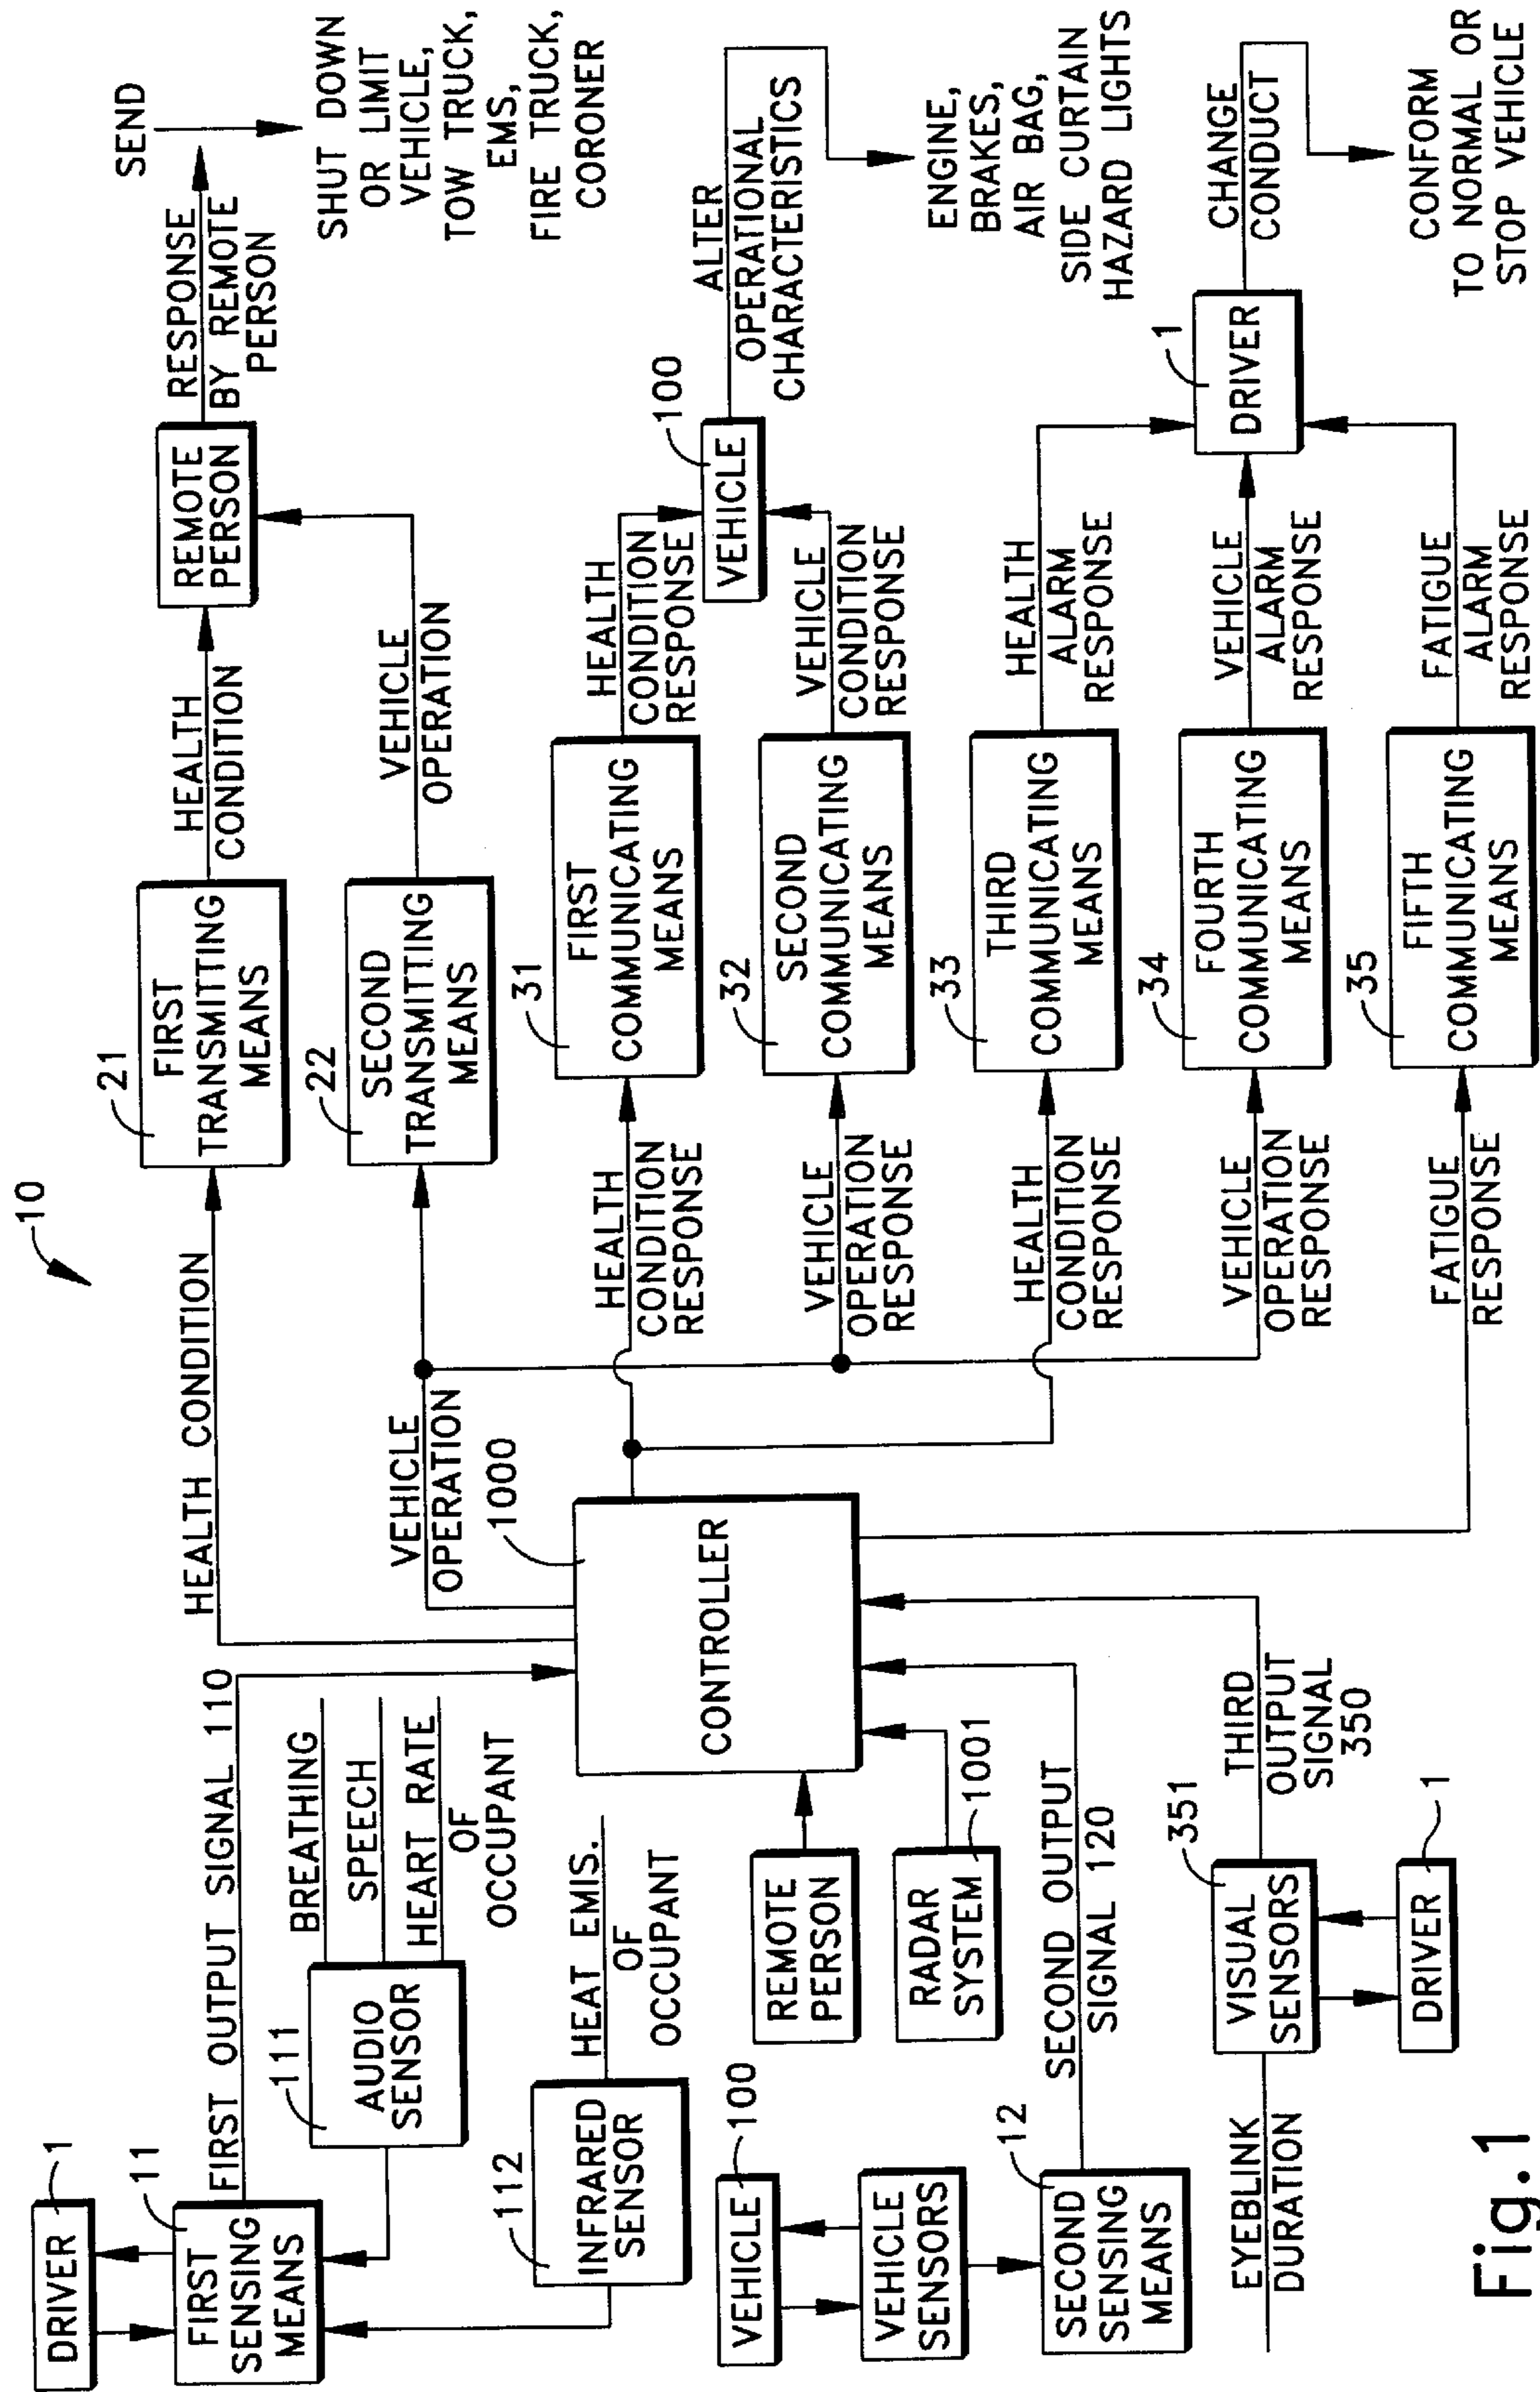 10
DRIVER
1
FIRST
SENSING
MEANS
11
FIRST OUTPUT SIGNAL 110
AUDIO
SENSOR
111
BREATHING
SPEECH
HEART RATE
OF
OCCUPANT
INFRARED
SENSOR
112
HEAT EMIS.
OF
OCCUPANT
VEHICLE
100
VEHICLE
SENSORS
SECOND
SENSING
MEANS
12
SECOND OUTPUT
SIGNAL 120
REMOTE
PERSON
RADAR
SYSTEM
1001
EYEBLINK
DURATION
VISUAL
SENSORS
351
DRIVER
1
THIRD
OUTPUT
SIGNAL
350
CONTROLLER
1000
HEALTH CONDITION
VEHICLE
OPERATION
HEALTH
CONDITION
RESPONSE
VEHICLE
OPERATION
RESPONSE
HEALTH
CONDITION
RESPONSE
VEHICLE
OPERATION
RESPONSE
FATIGUE
RESPONSE
21
FIRST
TRANSMITTING
MEANS
22
SECOND
TRANSMITTING
MEANS
31
FIRST
COMMUNICATING
MEANS
32
SECOND
COMMUNICATING
MEANS
33
THIRD
COMMUNICATING
MEANS
34
FOURTH
COMMUNICATING
MEANS
35
FIFTH
COMMUNICATING
MEANS
HEALTH
CONDITION
VEHICLE
OPERATION
HEALTH
CONDITION
RESPONSE
VEHICLE
CONDITION
RESPONSE
HEALTH
ALARM
RESPONSE
VEHICLE
ALARM
RESPONSE
FATIGUE
ALARM
RESPONSE
REMOTE
PERSON
RESPONSE
BY REMOTE
PERSON
SEND
SHUT DOWN
OR LIMIT
VEHICLE,
TOW TRUCK,
EMS,
FIRE TRUCK,
CORONER
VEHICLE
100
ALTER
OPERATIONAL
CHARACTERISTICS
ENGINE,
BRAKES,
AIR BAG,
SIDE CURTAIN
HAZARD LIGHTS
DRIVER
1
CHANGE
CONDUCT
CONFORM
TO NORMAL OR
STOP VEHICLE
Fig.1